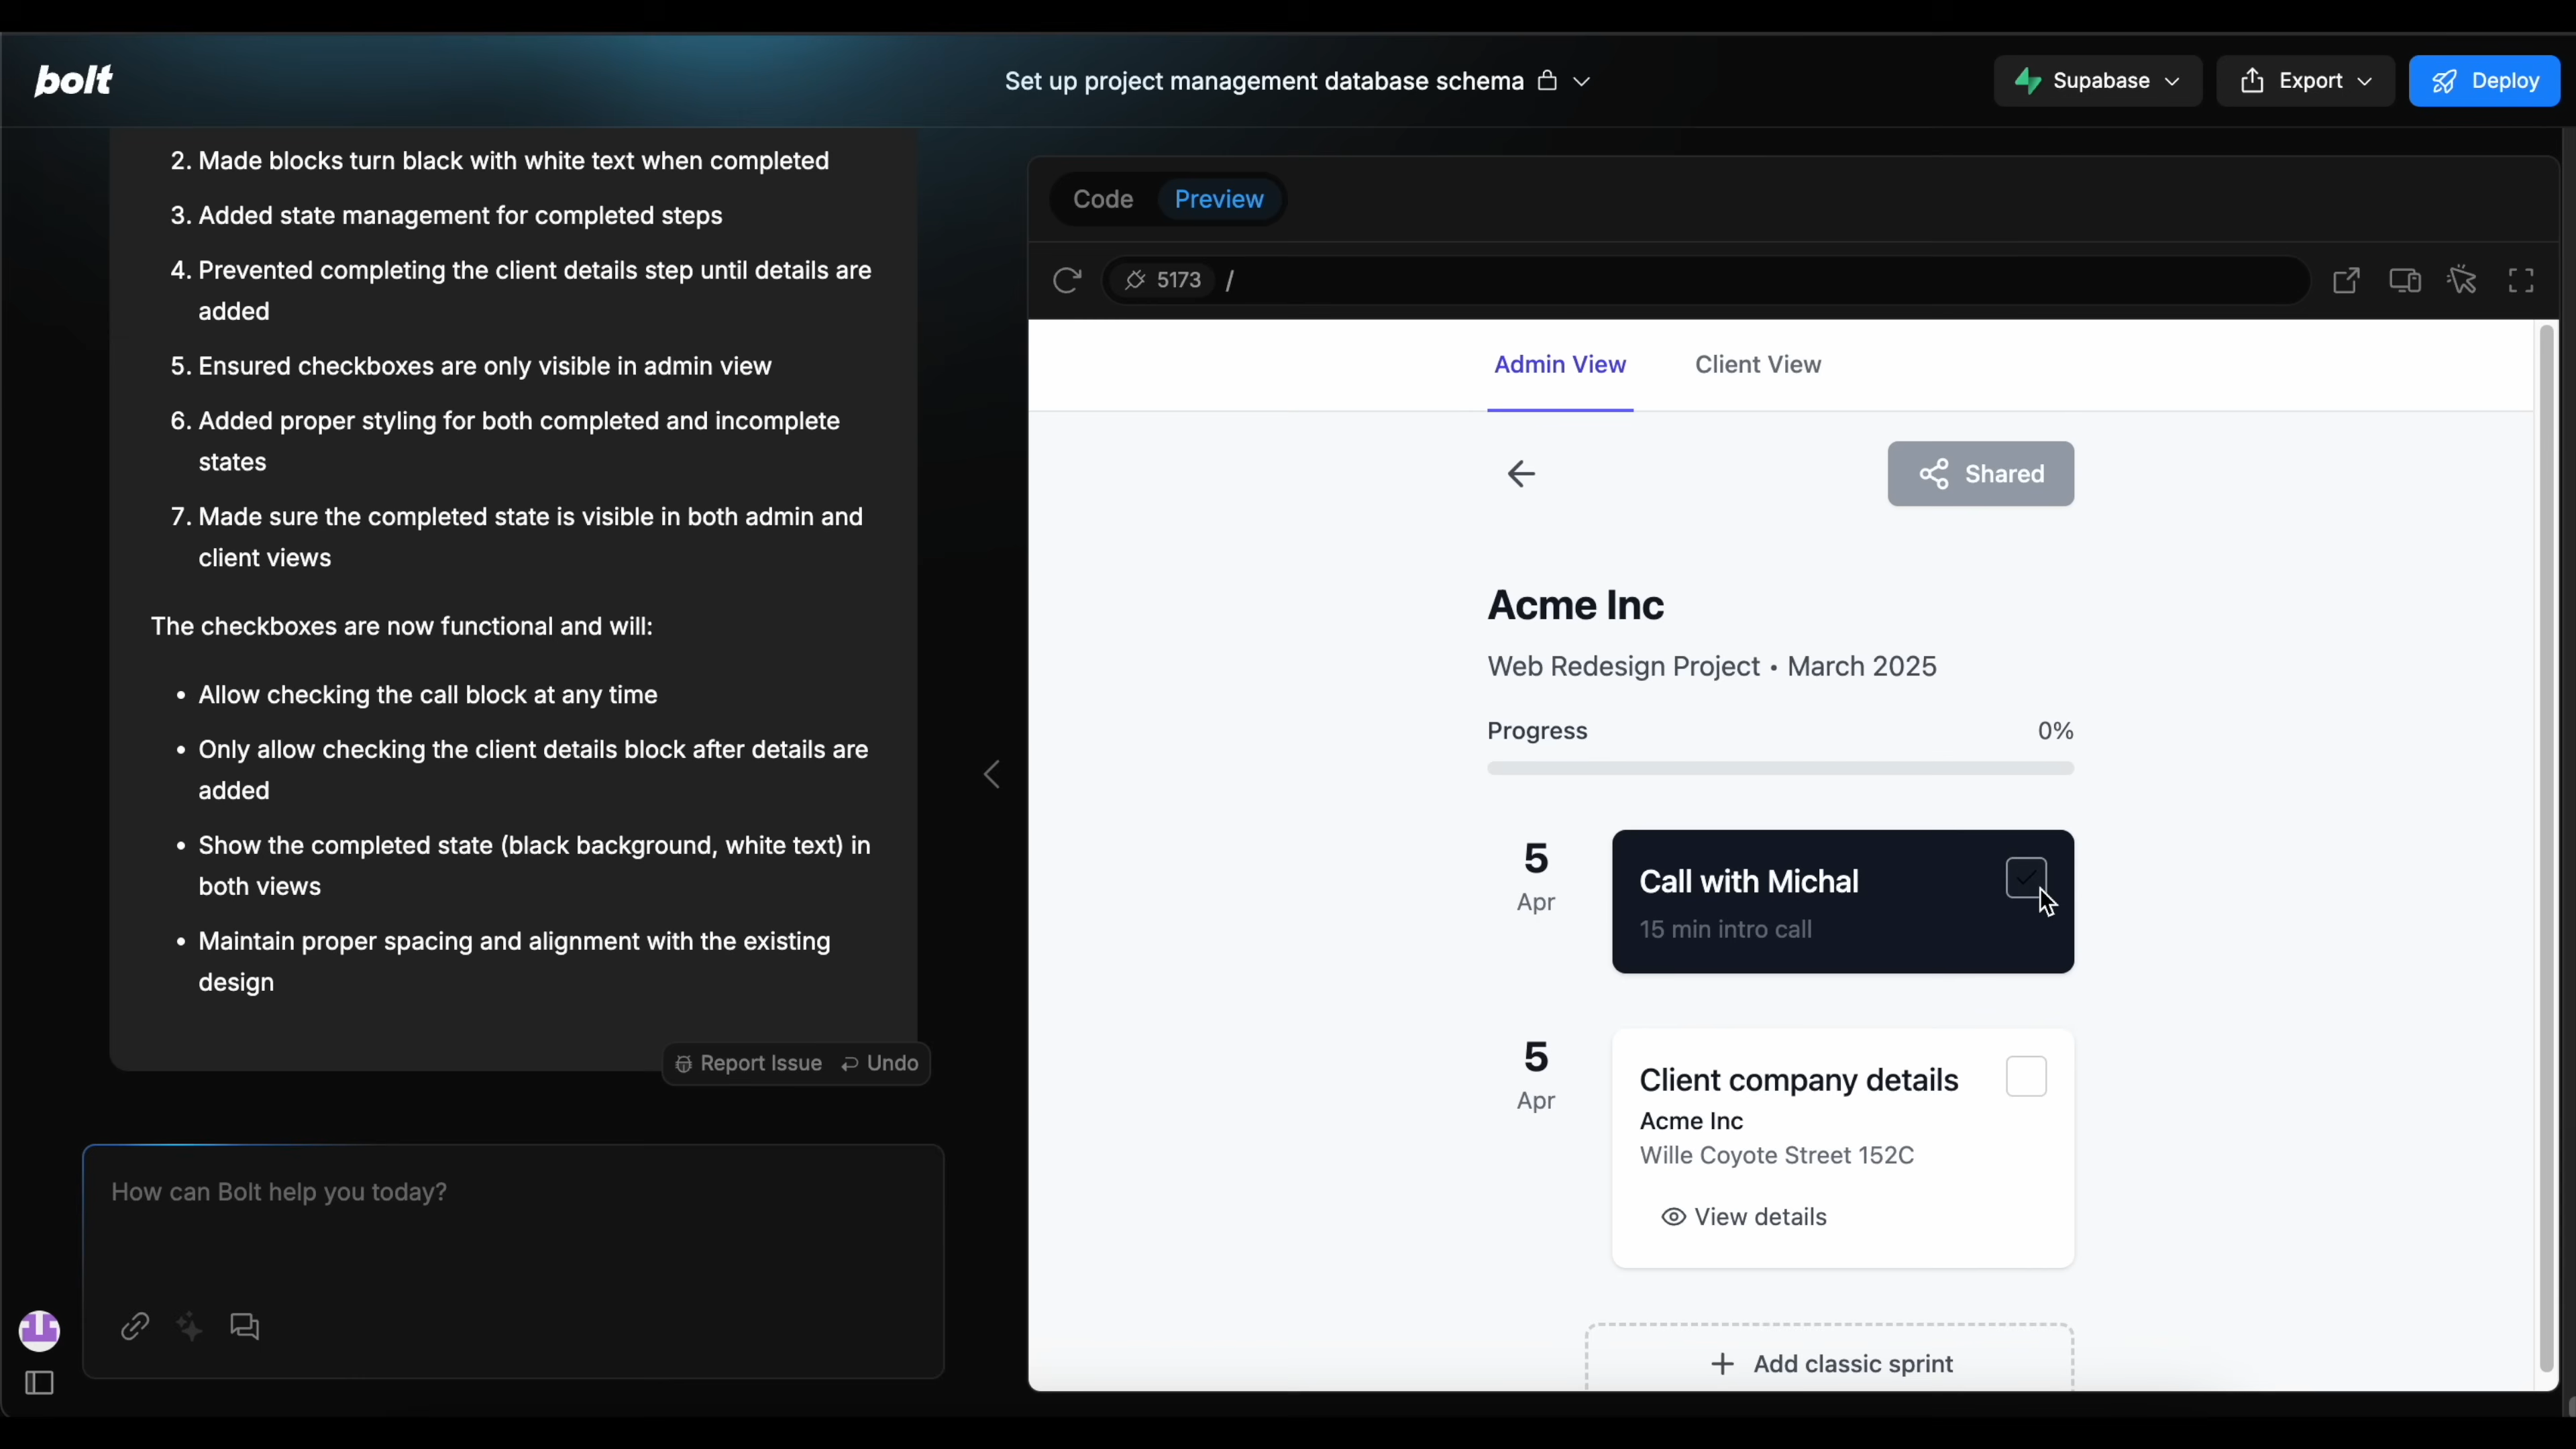 bolt
Set up project management database schema
Supabase
Export
Deploy
2. Made blocks turn black with white text when completed
3. Added state management for completed steps
4. Prevented completing the client details step until details are
added
5. Ensured checkboxes are only visible in admin view
6. Added proper styling for both completed and incomplete
states
7. Made sure the completed state is visible in both admin and
client views
The checkboxes are now functional and will:
• Allow checking the call block at any time
• Only allow checking the client details block after details are
added
• Show the completed state (black background, white text) in
both views
• Maintain proper spacing and alignment with the existing
design
Report Issue
Undo
How can Bolt help you today?
Code
Preview
5173 /
Admin View
Client View
Shared
Acme Inc
Web Redesign Project • March 2025
Progress
0%
5
Apr
Call with Michal
15 min intro call
5
Apr
Client company details
Acme Inc
Wille Coyote Street 152C
View details
+ Add classic sprint